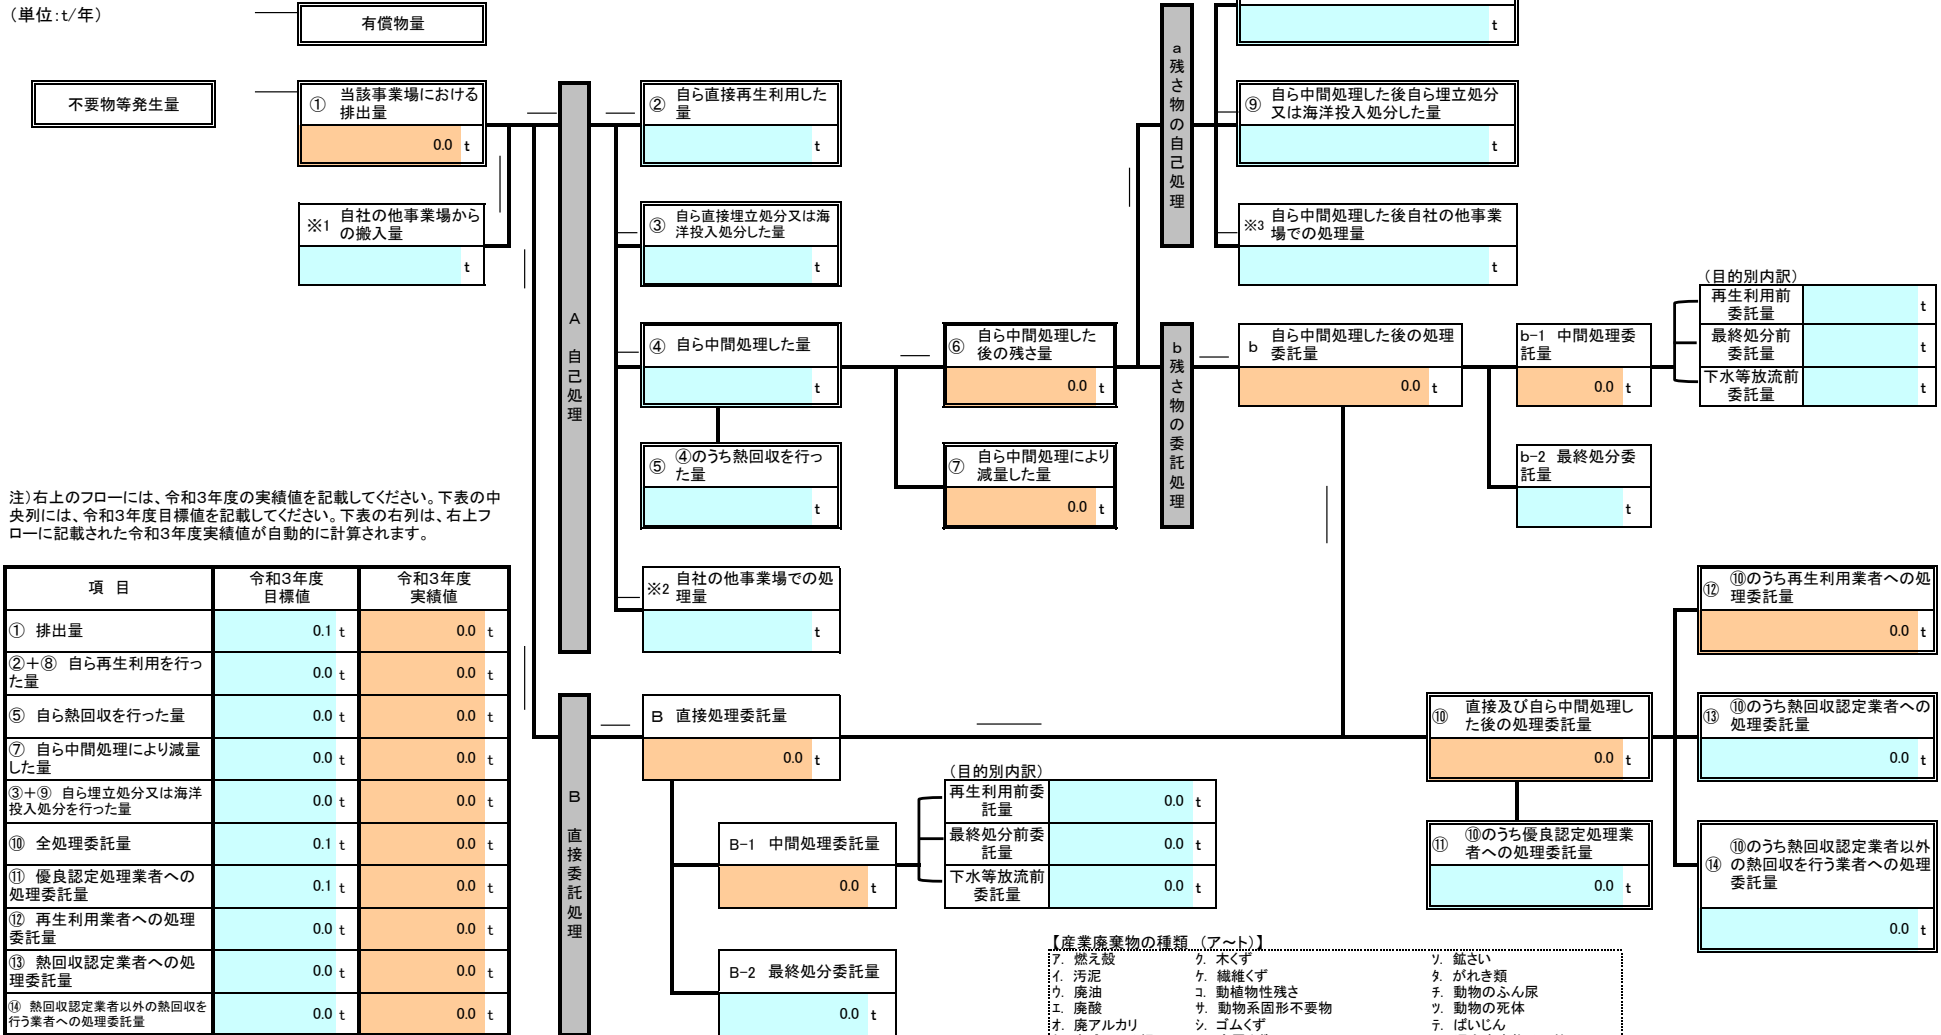 (単位:t/年)
有償物量
t
不要物等発生量
① 当該事業場における
排出量
0.0 t
※1 自社の他事業場から
の搬入量
t
A 自己処理
② 自ら直接再生利用した
量
t
③ 自ら直接埋立処分又は海
洋投入処分した量
t
④ 自ら中間処理した量
t
⑤ ④のうち熱回収を行っ
た量
t
※2 自社の他事業場での処
理量
t
⑥ 自ら中間処理した
後の残さ量
0.0 t
⑦ 自ら中間処理により
減量した量
0.0 t
a 残さ物の自己処理
⑨ 自ら中間処理した後自ら埋立処分
又は海洋投入処分した量
t
※3 自ら中間処理した後自社の他事業
場での処理量
t
b 残さ物の委託処理
b 自ら中間処理した後の処理
委託量
0.0 t
b-1 中間処理委
託量
0.0 t
b-2 最終処分委
託量
t
(目的別内訳)
再生利用前
委託量
t
最終処分前
委託量
t
下水等放流前
委託量
t
注)右上のフローには、令和3年度の実績値を記載してください。下表の中
央列には、令和3年度目標値を記載してください。下表の右列は、右上フ
ローに記載された令和3年度実績値が自動的に計算されます。
項 目
令和3年度
目標値
令和3年度
実績値
① 排出量 0.1 t 0.0 t
②+⑧ 自ら再生利用を行っ
た量 0.0 t 0.0 t
⑤ 自ら熱回収を行った量 0.0 t 0.0 t
⑦ 自ら中間処理により減量
した量 0.0 t 0.0 t
③+⑨ 自ら埋立処分又は海洋
投入処分を行った量 0.0 t 0.0 t
⑩ 全処理委託量 0.1 t 0.0 t
⑪ 優良認定処理業者への
処理委託量 0.1 t 0.0 t
⑫ 再生利用業者への処理
委託量 0.0 t 0.0 t
⑬ 熱回収認定業者への処
理委託量 0.0 t 0.0 t
⑭ 熱回収認定業者以外の熱回収を
行う業者への処理委託量 0.0 t 0.0 t
B 直接委託処理
B 直接処理委託量
0.0 t
B-1 中間処理委託量
0.0 t
B-2 最終処分委託量
0.0 t
(目的別内訳)
再生利用前委
託量
0.0 t
最終処分前委
託量
0.0 t
下水等放流前
委託量
0.0 t
⑩ 直接及び自ら中間処理し
た後の処理委託量
0.0 t
⑪ ⑩のうち優良認定処理業
者への処理委託量
0.0 t
⑫ ⑩のうち再生利用業者への処
理委託量
0.0 t
⑬ ⑩のうち熱回収認定業者への
処理委託量
0.0 t
⑭ ⑩のうち熱回収認定業者以外
の熱回収を行う業者への処理
委託量
0.0 t
【産業廃棄物の種類 (ア~ト)】
ア. 燃え殻 ク. 木くず ソ. 鉱さい
イ. 汚泥 ケ. 繊維くず タ. がれき類
ウ. 廃油 コ. 動植物性残さ チ. 動物のふん尿
エ. 廃酸 サ. 動物系固形不要物 ツ. 動物の死体
オ. 廃アルカリ シ. ゴムくず テ. ばいじん